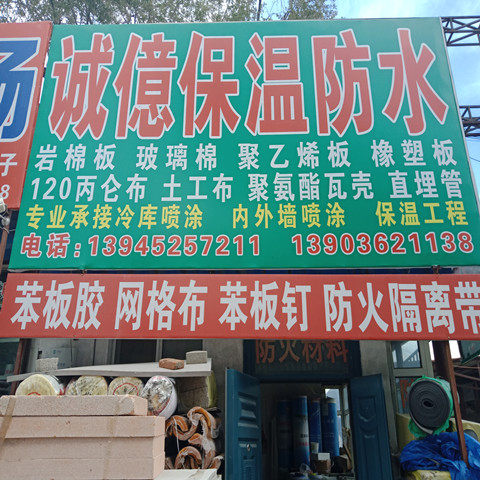 诚億保温防水
岩棉板 玻璃棉 聚乙烯板 橡塑板
120丙仑布 土工布 聚氨酯瓦壳 直埋管
专业承接冷库喷涂 内外墙喷涂 保温工程
电话:13945257211 13903621138
苯板胶 网格布 苯板钉 防火隔离带
防火材料
场
子
8